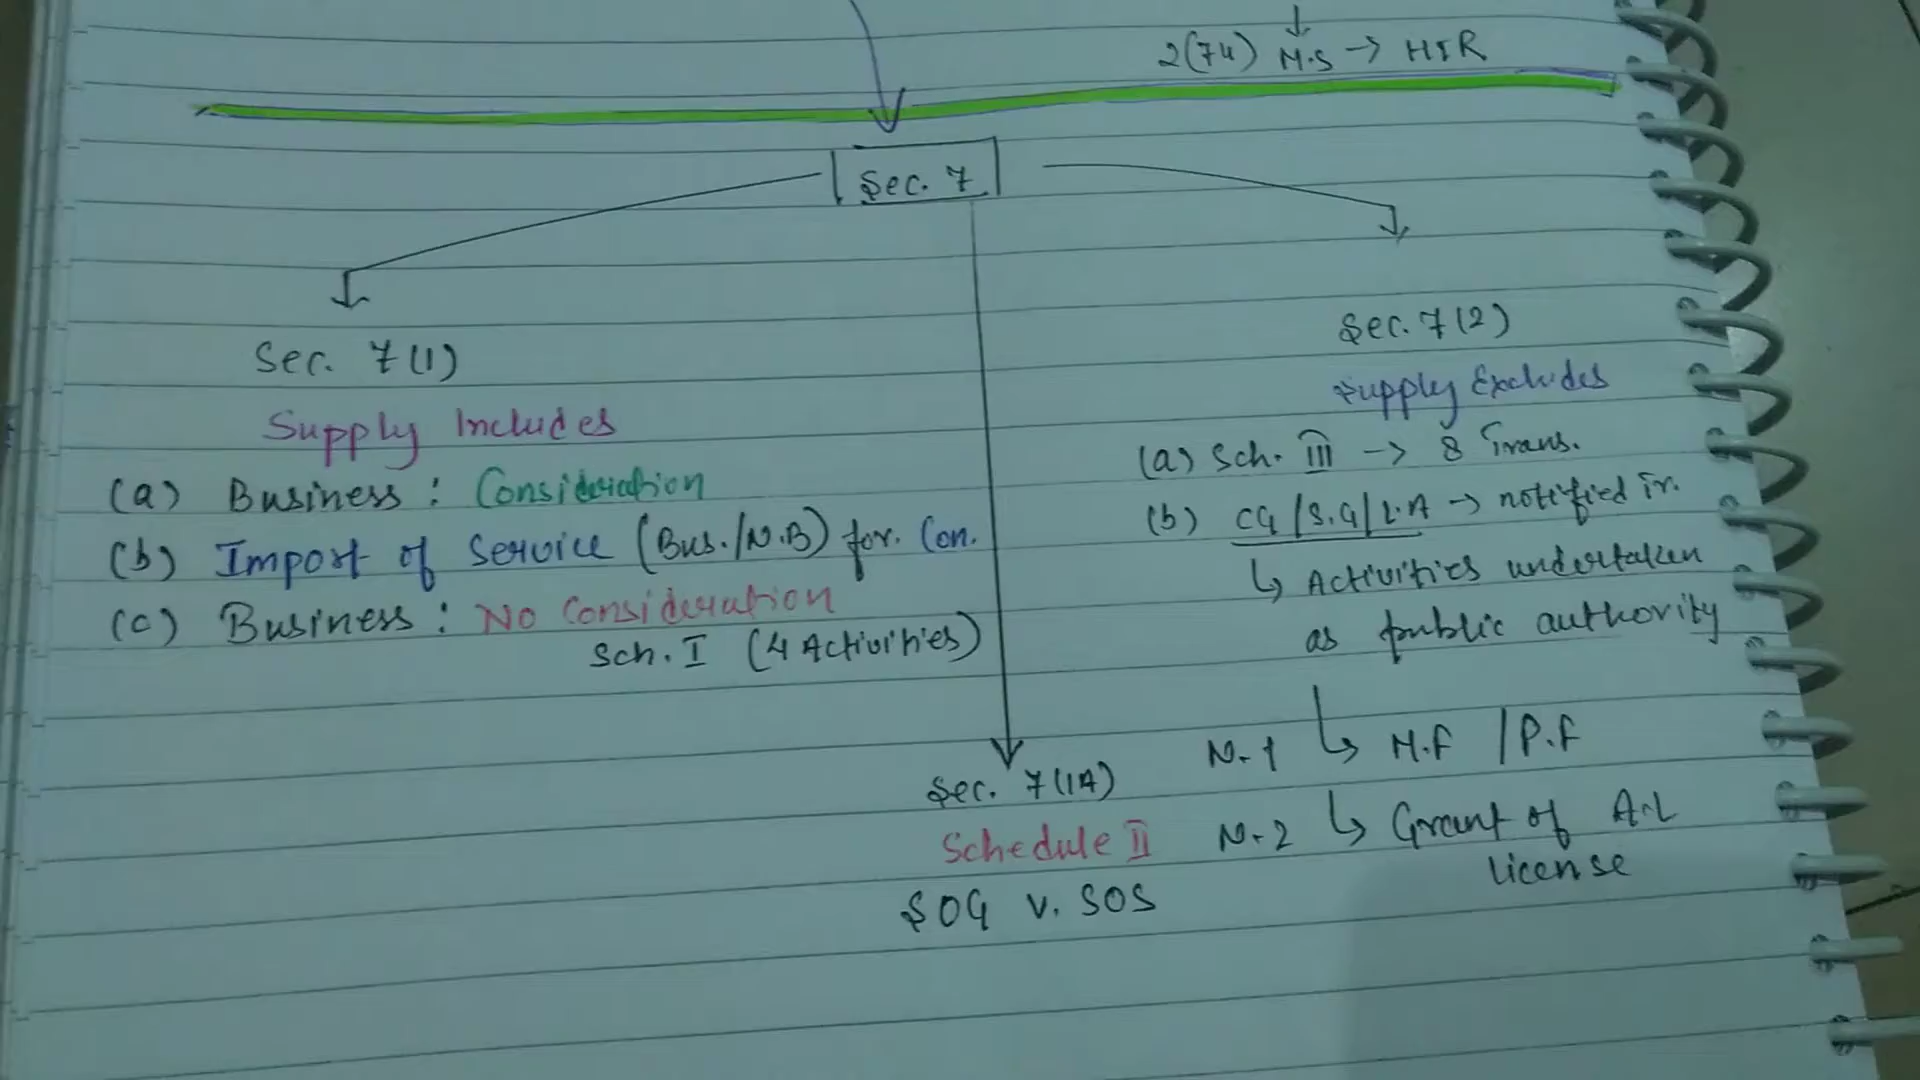 2(74) M.S → HIR
Sec. 7
Sec. 7(1)
Supply Includes
(a) Business : Consideration
(b) Import of Service (Bus./N.B) for. Con.
(c) Business : No Consideration
Sch. I (4 Activities)
Sec. 7(1A)
Schedule II
SOG v. SOS
Sec. 7(2)
Supply Excludes
(a) Sch. III → 8 Trans.
(b) CG/S.G/L.A → notified Tr.
↳ Activities undertaken
as public authority
N-1 ↳ M.F /P.F
N-2 ↳ Grant of A.L
license